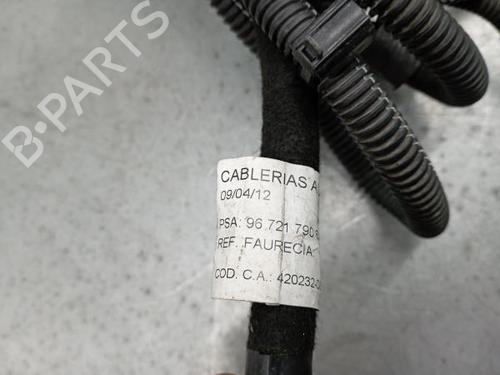 B-PARTS
CABLERIAS
09/04/12
PSA: 96 721 790
REF. FAURECIA
COD. C.A.: 420232-